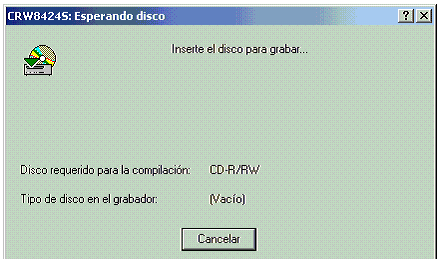 CRW8424S: Esperando disco
Inserte el disco para grabar...
Disco requerido para la compilación: CD-R/RW
Tipo de disco en el grabador: (Vacío)
Cancelar